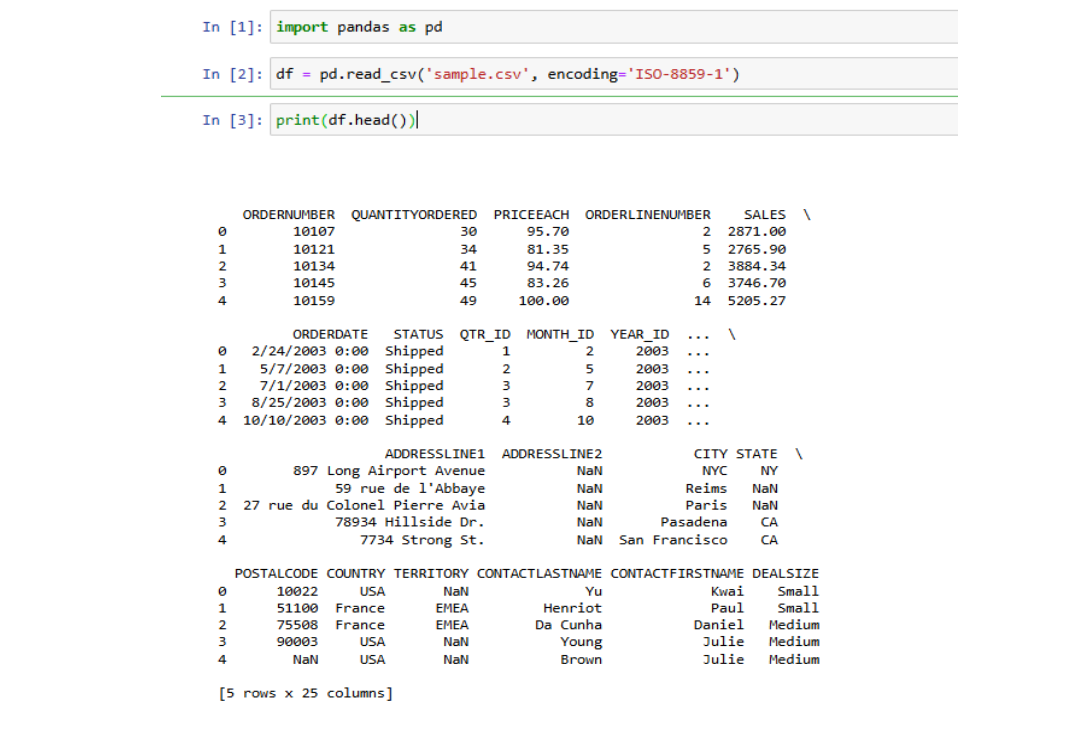 In [1]: import pandas as pd
In [2]: df = pd.read_csv('sample.csv', encoding='ISO-8859-1')
In [3]: print(df.head())
ORDERNUMBER QUANTITYORDERED PRICEEACH ORDERLINENUMBER SALES \
0 10107 30 95.70 2 2871.00
1 10121 34 81.35 5 2765.90
2 10134 41 94.74 2 3884.34
3 10145 45 83.26 6 3746.70
4 10159 49 100.00 14 5205.27
ORDERDATE STATUS QTR_ID MONTH_ID YEAR_ID ... \
0 2/24/2003 0:00 Shipped 1 2 2003 ...
1 5/7/2003 0:00 Shipped 2 5 2003 ...
2 7/1/2003 0:00 Shipped 3 7 2003 ...
3 8/25/2003 0:00 Shipped 3 8 2003 ...
4 10/10/2003 0:00 Shipped 4 10 2003 ...
ADDRESSLINE1 ADDRESSLINE2 CITY STATE \
0 897 Long Airport Avenue NaN NYC NY
1 59 rue de l'Abbaye NaN Reims NaN
2 27 rue du Colonel Pierre Avia NaN Paris NaN
3 78934 Hillside Dr. NaN Pasadena CA
4 7734 Strong St. NaN San Francisco CA
POSTALCODE COUNTRY TERRITORY CONTACTLASTNAME CONTACTFIRSTNAME DEALSIZE
0 10022 USA NaN Yu Kwai Small
1 51100 France EMEA Henriot Paul Small
2 75508 France EMEA Da Cunha Daniel Medium
3 90003 USA NaN Young Julie Medium
4 NaN USA NaN Brown Julie Medium
[5 rows x 25 columns]